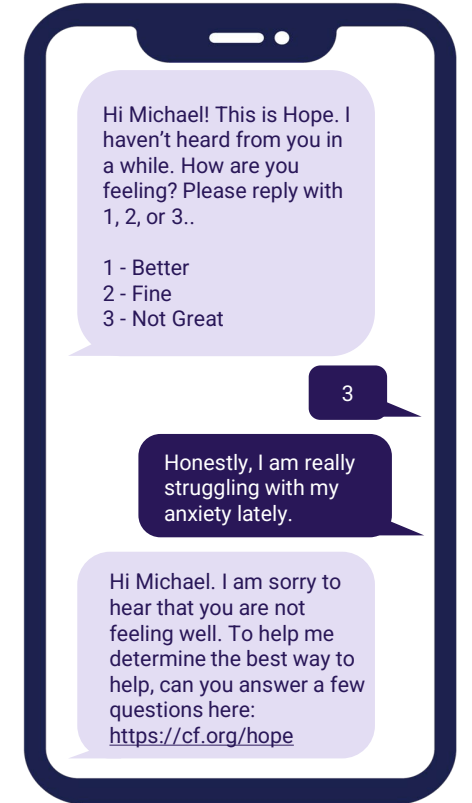 Hi Michael! This is Hope. I
haven’t heard from you in
a while. How are you
feeling? Please reply with
1, 2, or 3..
1 - Better
2 - Fine
3 - Not Great
3
Honestly, I am really
struggling with my
anxiety lately.
Hi Michael. I am sorry to
hear that you are not
feeling well. To help me
determine the best way to
help, can you answer a few
questions here:
https://cf.org/hope